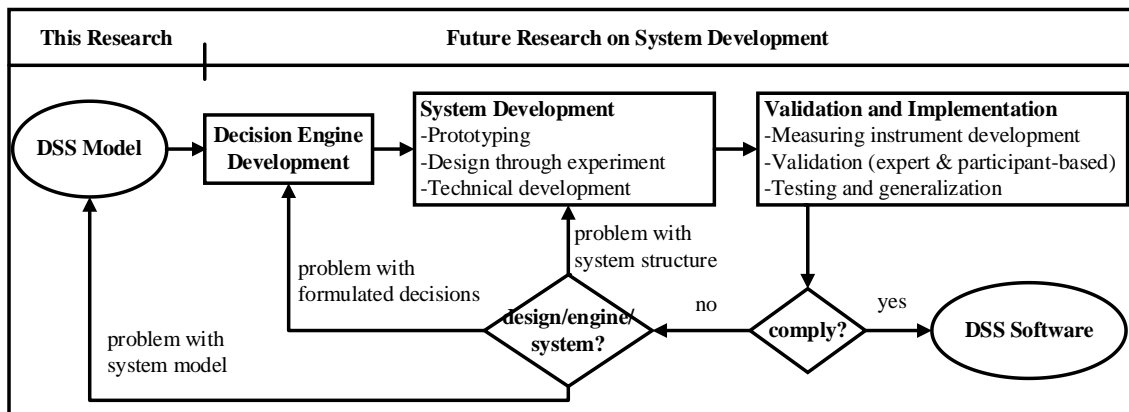 This Research
Future Research on System Development
DSS Model
Decision Engine
Development
System Development
-Prototyping
-Design through experiment
-Technical development
Validation and Implementation
-Measuring instrument development
-Validation (expert & participant-based)
-Testing and generalization
problem with
system structure
problem with
formulated decisions
problem with
system model
design/engine/
system?
no
comply?
yes
DSS Software